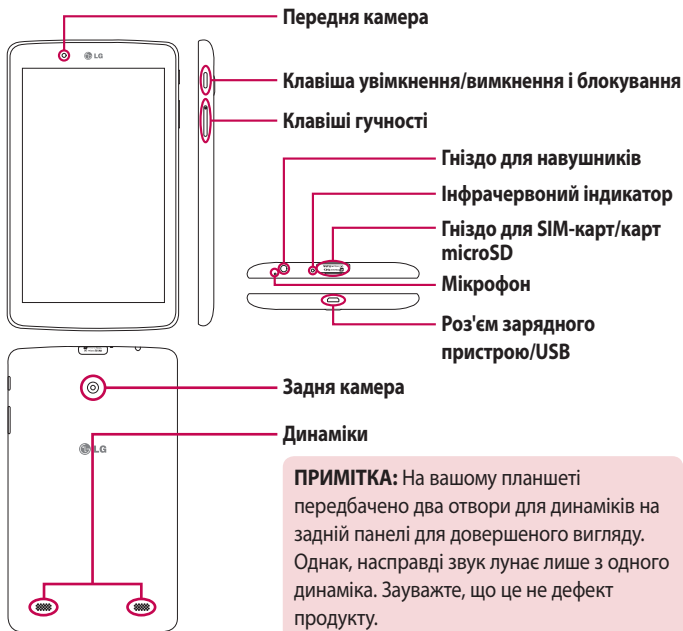 Передня камера
LG
Клавіша увімкнення/вимкнення і блокування
Клавіші гучності
Гніздо для навушників
Інфрачервоний індикатор
Гніздо для SIM-карт/карт
microSD
Мікрофон
Роз'єм зарядного
пристрою/USB
Задня камера
LG
Динаміки
ПРИМІТКА: На вашому планшеті
передбачено два отвори для динаміків на
задній панелі для довершеного вигляду.
Однак, насправді звук лунає лише з одного
динаміка. Зауважте, що це не дефект
продукту.